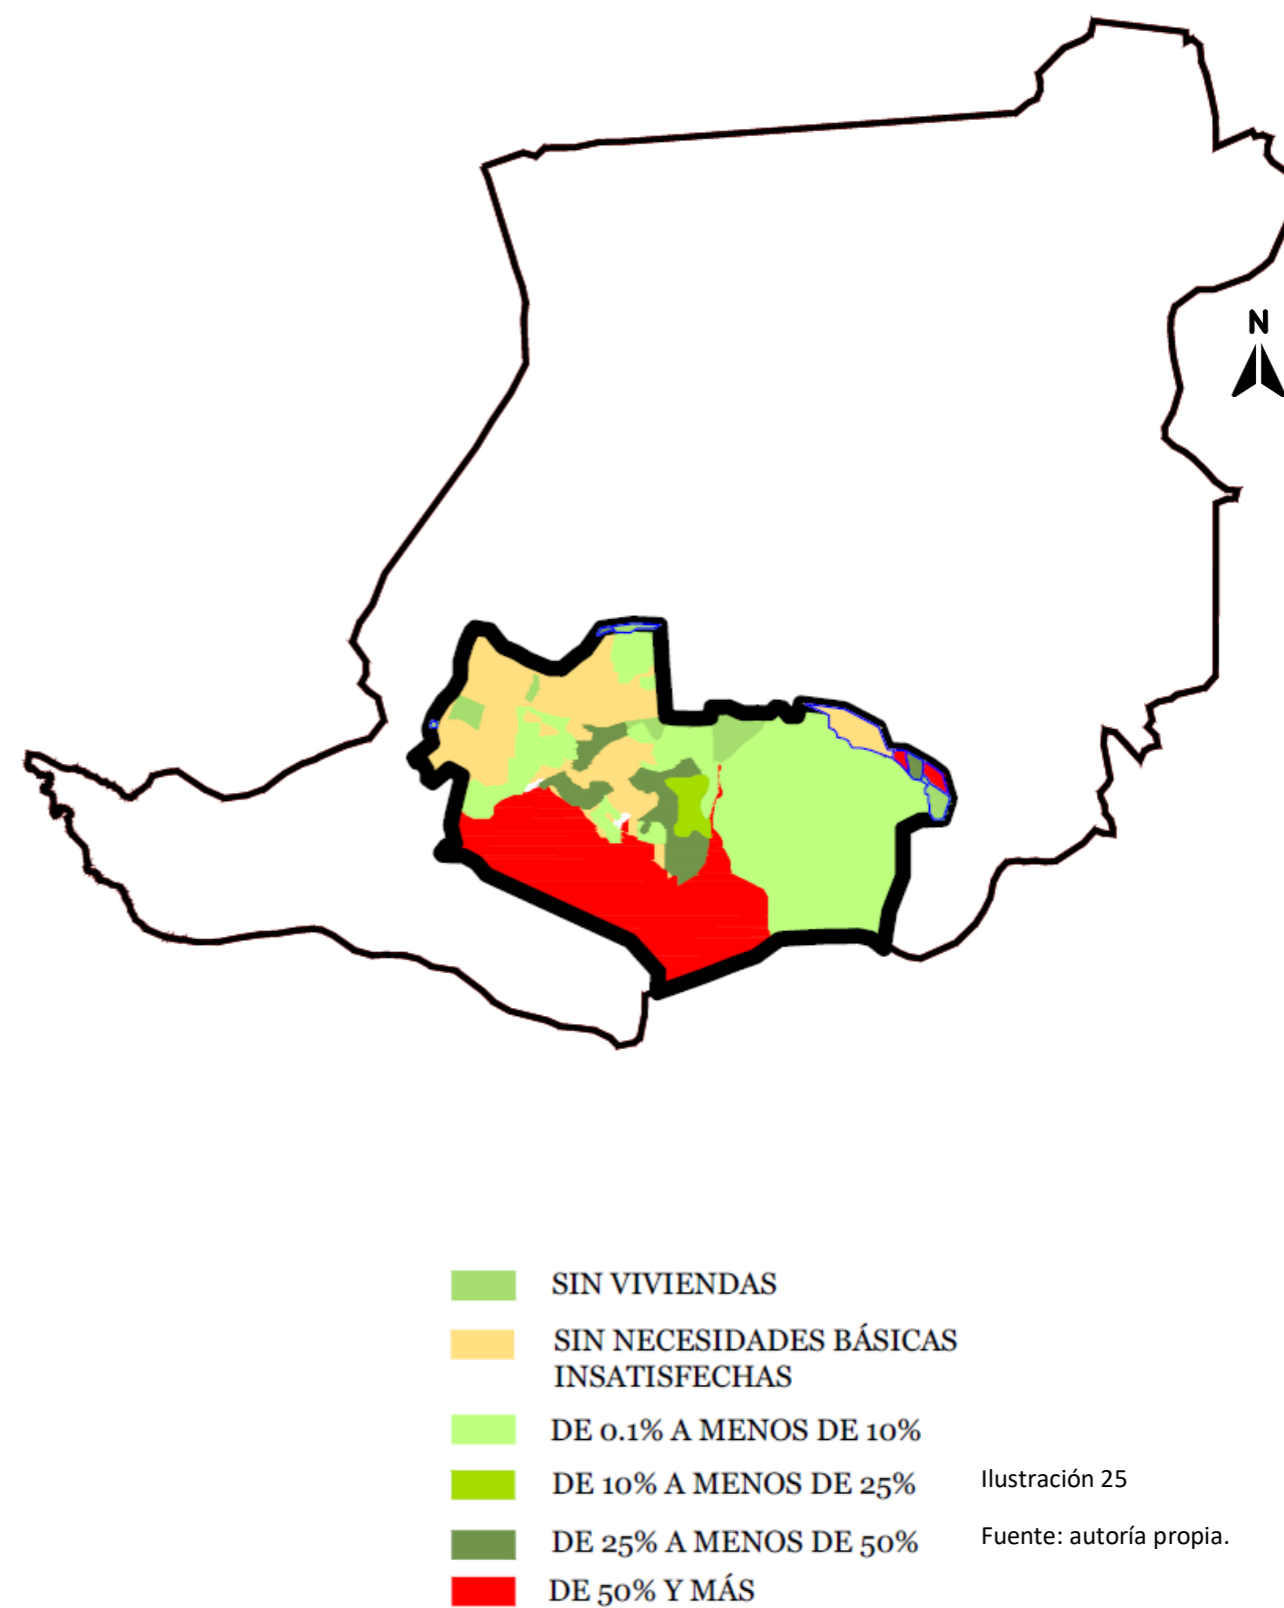 N
SIN VIVIENDAS
SIN NECESIDADES BÁSICAS
INSATISFECHAS
DE 0.1% A MENOS DE 10%
DE 10% A MENOS DE 25%
DE 25% A MENOS DE 50%
DE 50% Y MÁS
Ilustración 25
Fuente: autoría propia.